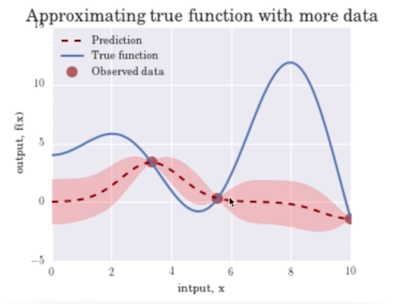 Approximating true function with more data
Prediction
True function
Observed data
10
5
0
−5
output, f(x)
0 2 4 6 8 10
intput, x